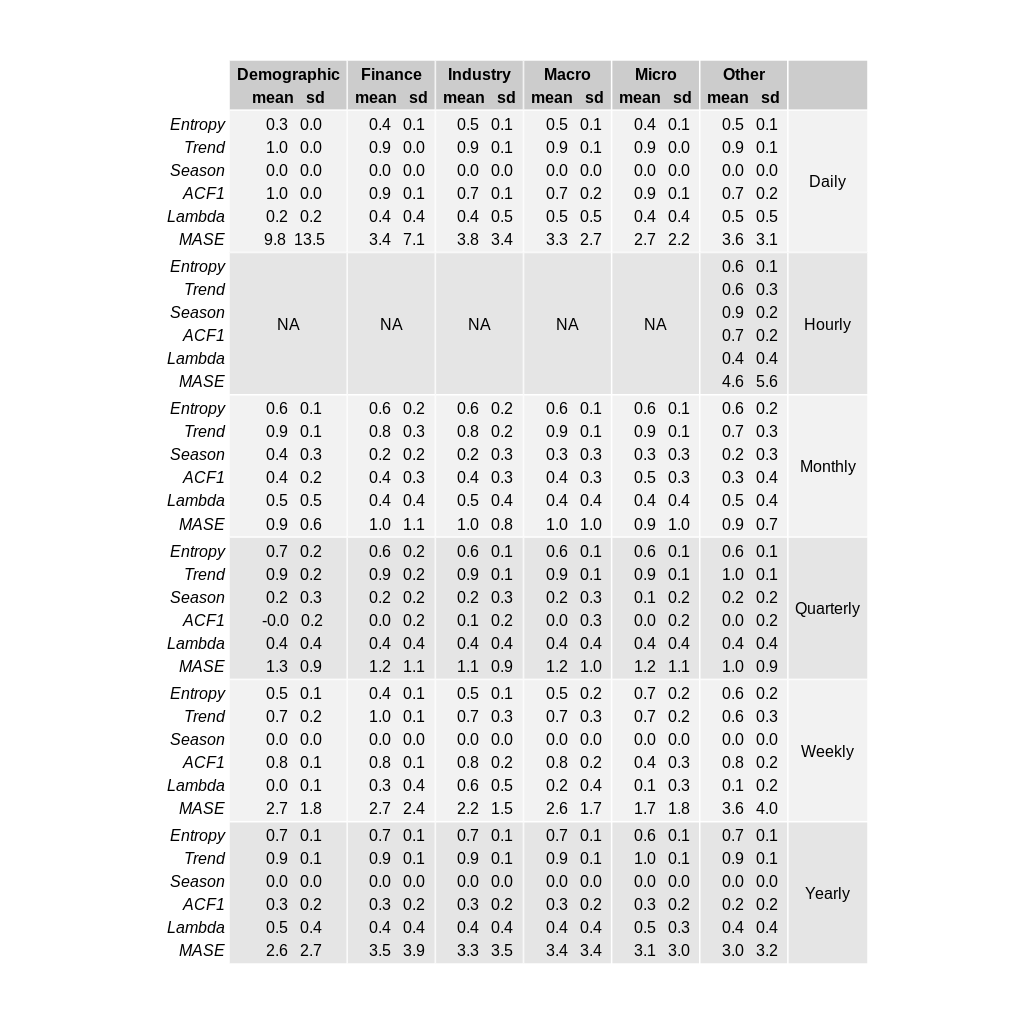 Demographic Finance Industry Macro Micro Other
mean sd mean sd mean sd mean sd mean sd mean sd
Entropy 0.3 0.0 0.4 0.1 0.5 0.1 0.5 0.1 0.4 0.1 0.5 0.1
Trend 1.0 0.0 0.9 0.0 0.9 0.1 0.9 0.1 0.9 0.0 0.9 0.1
Season 0.0 0.0 0.0 0.0 0.0 0.0 0.0 0.0 0.0 0.0 0.0 0.0
Daily
ACF1 1.0 0.0 0.9 0.1 0.7 0.1 0.7 0.2 0.9 0.1 0.7 0.2
Lambda 0.2 0.2 0.4 0.4 0.4 0.5 0.5 0.5 0.4 0.4 0.5 0.5
MASE 9.8 13.5 3.4 7.1 3.8 3.4 3.3 2.7 2.7 2.2 3.6 3.1
Entropy 0.6 0.1
Trend 0.6 0.3
Season 0.9 0.2
NA NA NA NA NA Hourly
ACF1 0.7 0.2
Lambda 0.4 0.4
MASE 4.6 5.6
Entropy 0.6 0.1 0.6 0.2 0.6 0.2 0.6 0.1 0.6 0.1 0.6 0.2
Trend 0.9 0.1 0.8 0.3 0.8 0.2 0.9 0.1 0.9 0.1 0.7 0.3
Season 0.4 0.3 0.2 0.2 0.2 0.3 0.3 0.3 0.3 0.3 0.2 0.3
Monthly
ACF1 0.4 0.2 0.4 0.3 0.4 0.3 0.4 0.3 0.5 0.3 0.3 0.4
Lambda 0.5 0.5 0.4 0.4 0.5 0.4 0.4 0.4 0.4 0.4 0.5 0.4
MASE 0.9 0.6 1.0 1.1 1.0 0.8 1.0 1.0 0.9 1.0 0.9 0.7
Entropy 0.7 0.2 0.6 0.2 0.6 0.1 0.6 0.1 0.6 0.1 0.6 0.1
Trend 0.9 0.2 0.9 0.2 0.9 0.1 0.9 0.1 0.9 0.1 1.0 0.1
Season 0.2 0.3 0.2 0.2 0.2 0.3 0.2 0.3 0.1 0.2 0.2 0.2
Quarterly
ACF1 -0.0 0.2 0.0 0.2 0.1 0.2 0.0 0.3 0.0 0.2 0.0 0.2
Lambda 0.4 0.4 0.4 0.4 0.4 0.4 0.4 0.4 0.4 0.4 0.4 0.4
MASE 1.3 0.9 1.2 1.1 1.1 0.9 1.2 1.0 1.2 1.1 1.0 0.9
Entropy 0.5 0.1 0.4 0.1 0.5 0.1 0.5 0.2 0.7 0.2 0.6 0.2
Trend 0.7 0.2 1.0 0.1 0.7 0.3 0.7 0.3 0.7 0.2 0.6 0.3
Season 0.0 0.0 0.0 0.0 0.0 0.0 0.0 0.0 0.0 0.0 0.0 0.0
Weekly
ACF1 0.8 0.1 0.8 0.1 0.8 0.2 0.8 0.2 0.4 0.3 0.8 0.2
Lambda 0.0 0.1 0.3 0.4 0.6 0.5 0.2 0.4 0.1 0.3 0.1 0.2
MASE 2.7 1.8 2.7 2.4 2.2 1.5 2.6 1.7 1.7 1.8 3.6 4.0
Entropy 0.7 0.1 0.7 0.1 0.7 0.1 0.7 0.1 0.6 0.1 0.7 0.1
Trend 0.9 0.1 0.9 0.1 0.9 0.1 0.9 0.1 1.0 0.1 0.9 0.1
Season 0.0 0.0 0.0 0.0 0.0 0.0 0.0 0.0 0.0 0.0 0.0 0.0
Yearly
ACF1 0.3 0.2 0.3 0.2 0.3 0.2 0.3 0.2 0.3 0.2 0.2 0.2
Lambda 0.5 0.4 0.4 0.4 0.4 0.4 0.4 0.4 0.5 0.3 0.4 0.4
MASE 2.6 2.7 3.5 3.9 3.3 3.5 3.4 3.4 3.1 3.0 3.0 3.2